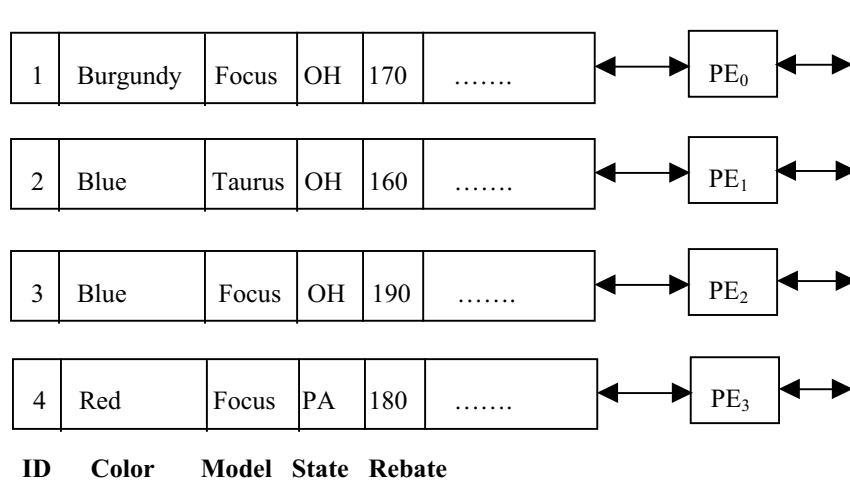 1 Burgundy Focus OH 170 ……. PE₀
2 Blue Taurus OH 160 ……. PE₁
3 Blue Focus OH 190 ……. PE₂
4 Red Focus PA 180 ……. PE₃
ID Color Model State Rebate